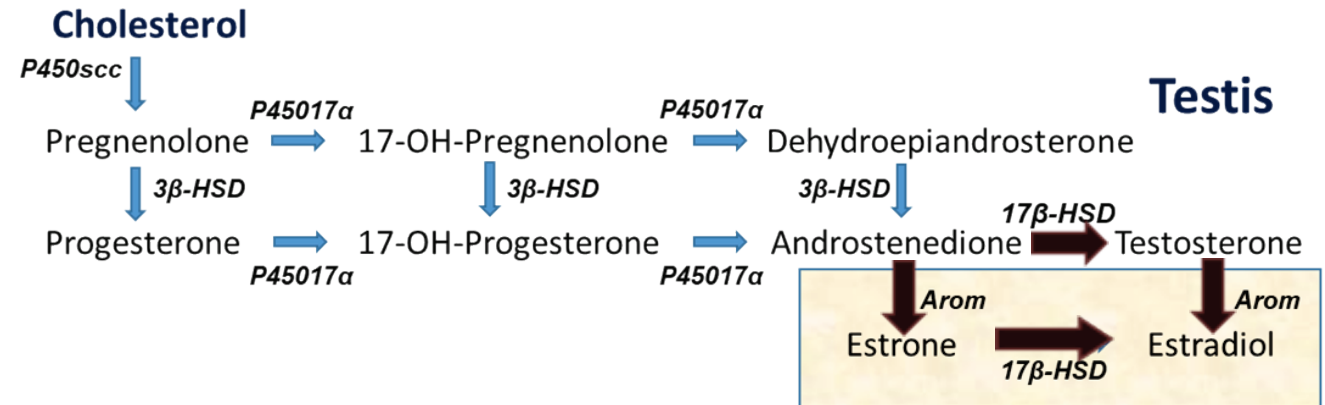 Cholesterol
P450scc
Testis
P45017α P45017α
Pregnenolone 17-OH-Pregnenolone Dehydroepiandrosterone
3β-HSD 3β-HSD 3β-HSD
17β-HSD
Progesterone 17-OH-Progesterone Androstenedione Testosterone
P45017α P45017α
Arom Arom
Estrone Estradiol
17β-HSD